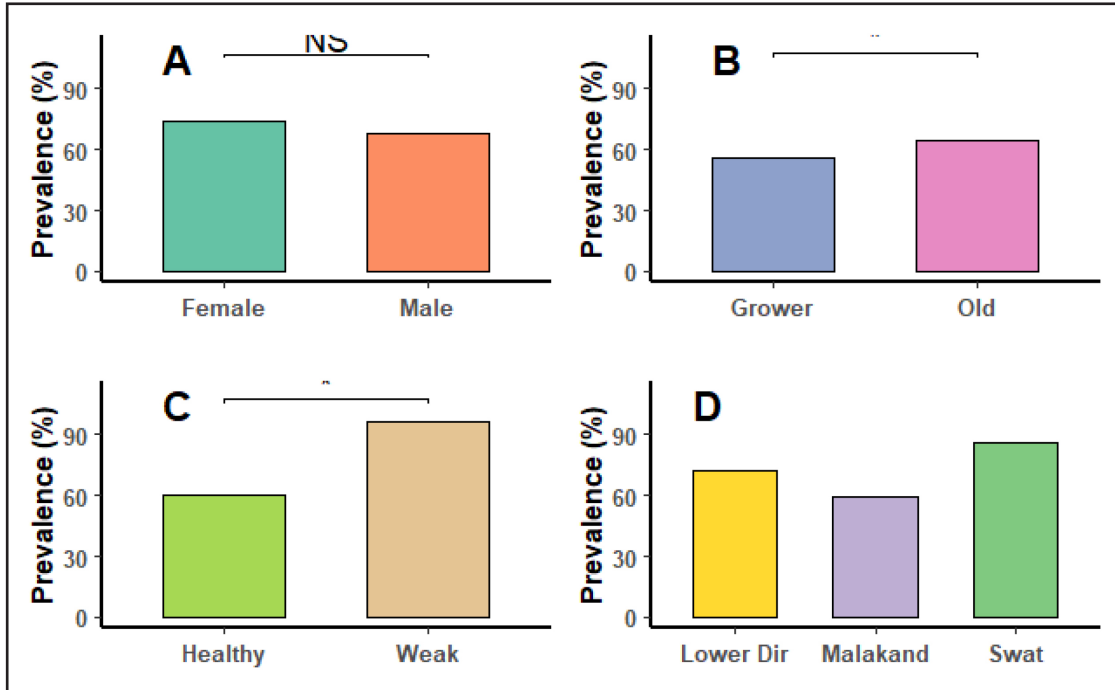 A
NS
Prevalence (%)
90
60
30
0
Female Male
B
*
Prevalence (%)
90
60
30
0
Grower Old
C
*
Prevalence (%)
90
60
30
0
Healthy Weak
D
Prevalence (%)
90
60
30
0
Lower Dir Malakand Swat